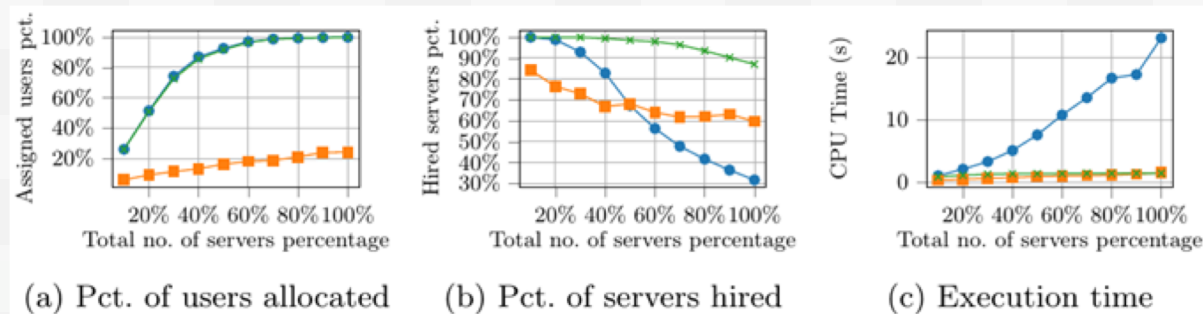 Assigned users pct.
100%
80%
60%
40%
20%
20% 40% 60% 80% 100%
Total no. of servers percentage
(a) Pct. of users allocated
Hired servers pct.
100%
90%
80%
70%
60%
50%
40%
30%
20% 40% 60% 80% 100%
Total no. of servers percentage
(b) Pct. of servers hired
CPU Time (s)
20
10
0
20% 40% 60% 80% 100%
Total no. of servers percentage
(c) Execution time